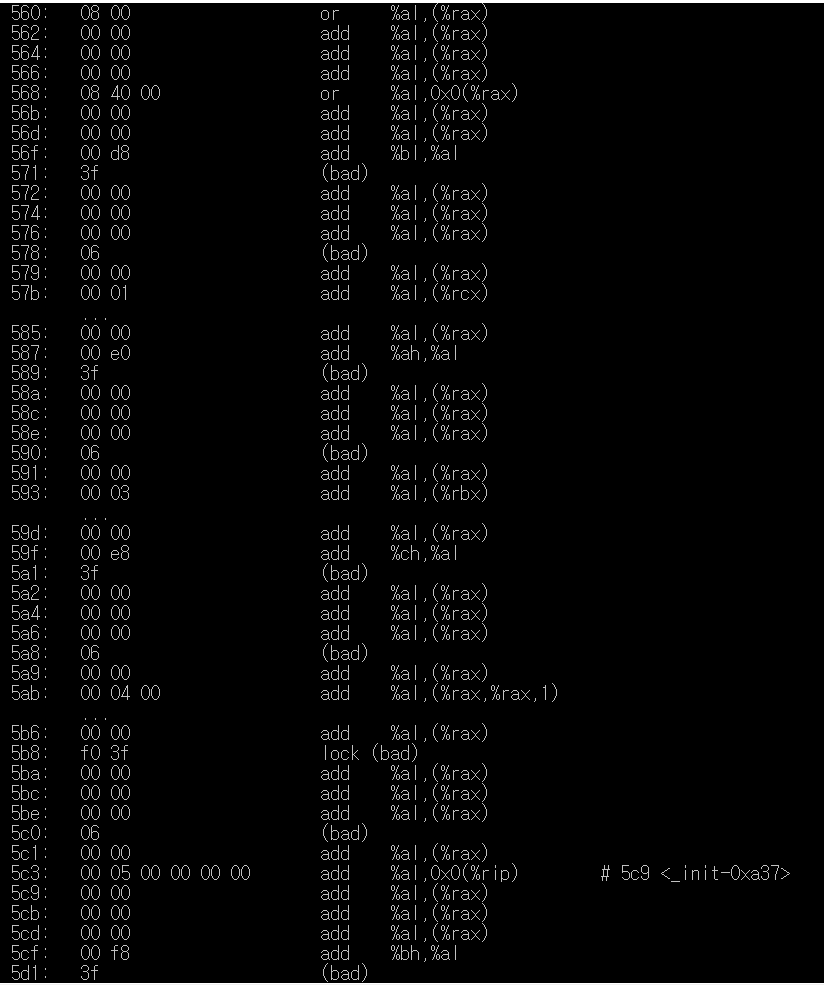 560: 08 00 or %al,(%rax)
562: 00 00 add %al,(%rax)
564: 00 00 add %al,(%rax)
566: 00 00 add %al,(%rax)
568: 08 40 00 or %al,0x0(%rax)
56b: 00 00 add %al,(%rax)
56d: 00 00 add %al,(%rax)
56f: 00 d8 add %bl,%al
571: 3f (bad)
572: 00 00 add %al,(%rax)
574: 00 00 add %al,(%rax)
576: 00 00 add %al,(%rax)
578: 06 (bad)
579: 00 00 add %al,(%rax)
57b: 00 01 add %al,(%rcx)
...
585: 00 00 add %al,(%rax)
587: 00 e0 add %ah,%al
589: 3f (bad)
58a: 00 00 add %al,(%rax)
58c: 00 00 add %al,(%rax)
58e: 00 00 add %al,(%rax)
590: 06 (bad)
591: 00 00 add %al,(%rax)
593: 00 03 add %al,(%rbx)
...
59d: 00 00 add %al,(%rax)
59f: 00 e8 add %ch,%al
5a1: 3f (bad)
5a2: 00 00 add %al,(%rax)
5a4: 00 00 add %al,(%rax)
5a6: 00 00 add %al,(%rax)
5a8: 06 (bad)
5a9: 00 00 add %al,(%rax)
5ab: 00 04 00 add %al,(%rax,%rax,1)
...
5b6: 00 00 add %al,(%rax)
5b8: f0 3f lock (bad)
5ba: 00 00 add %al,(%rax)
5bc: 00 00 add %al,(%rax)
5be: 00 00 add %al,(%rax)
5c0: 06 (bad)
5c1: 00 00 add %al,(%rax)
5c3: 00 05 00 00 00 00 add %al,0x0(%rip) # 5c9 <_init-0xa37>
5c9: 00 00 add %al,(%rax)
5cb: 00 00 add %al,(%rax)
5cd: 00 00 add %al,(%rax)
5cf: 00 f8 add %bh,%al
5d1: 3f (bad)